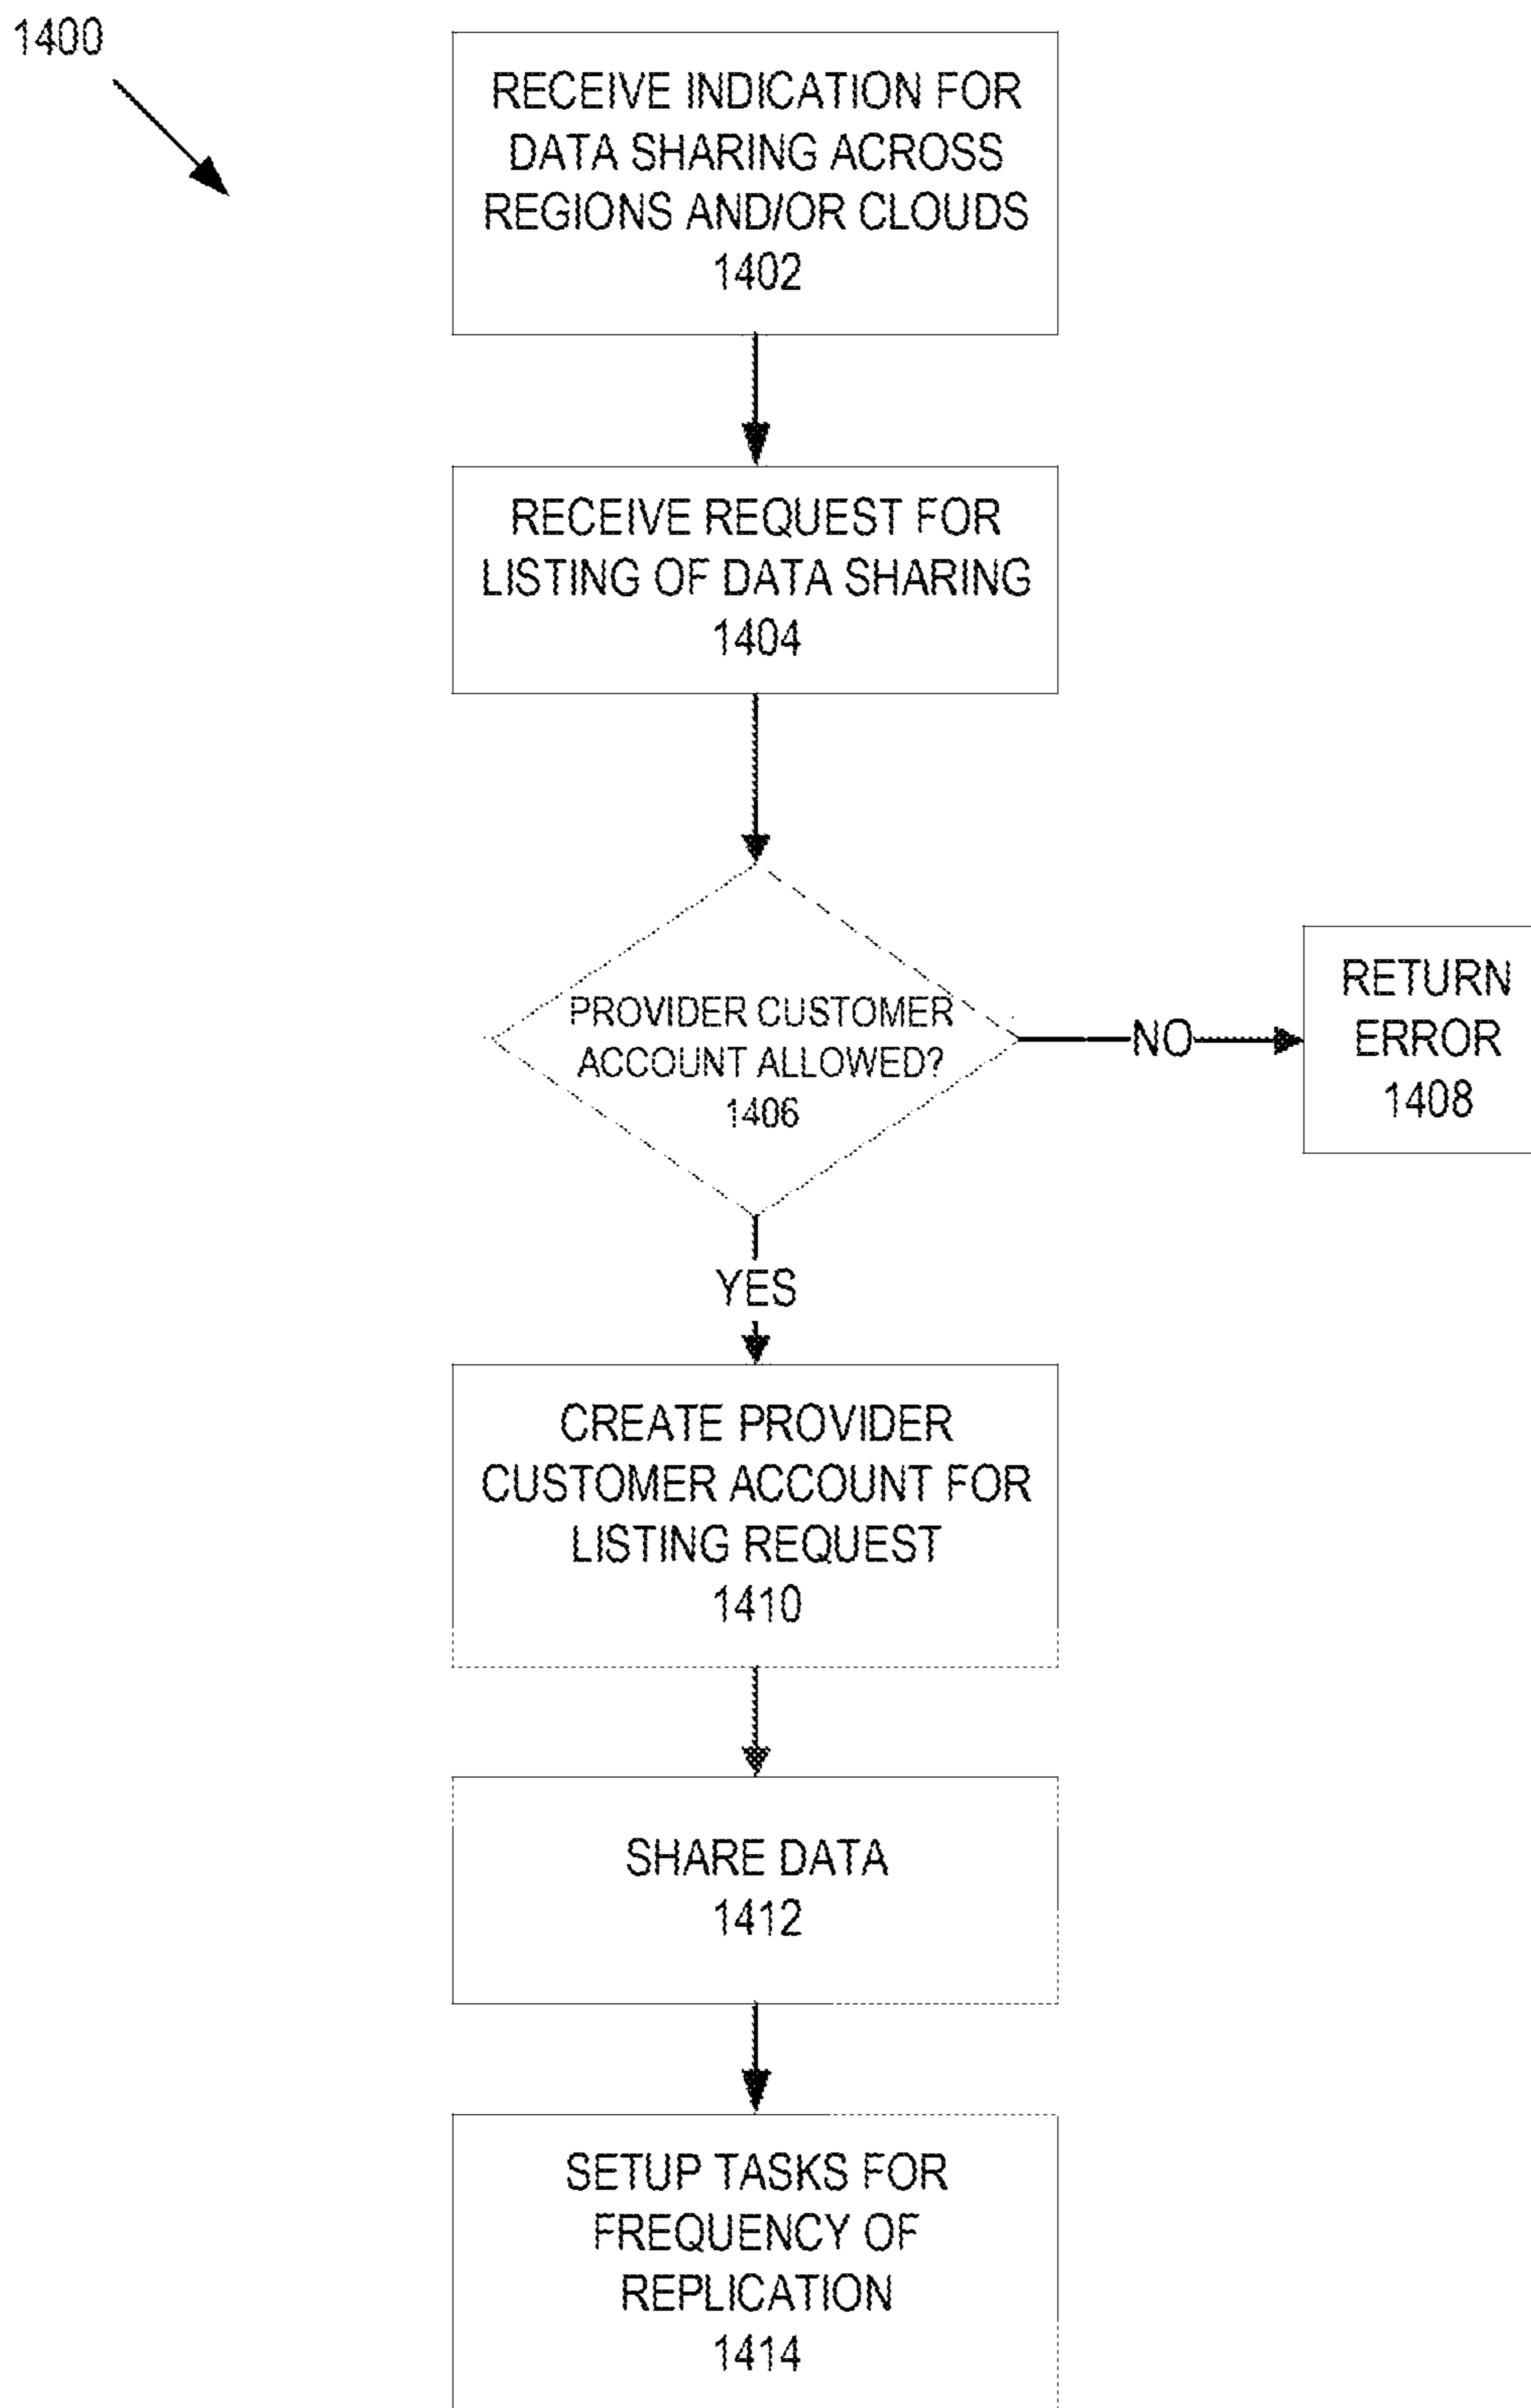 1400
RECEIVE INDICATION FOR
DATA SHARING ACROSS
REGIONS AND/OR CLOUDS
1402
RECEIVE REQUEST FOR
LISTING OF DATA SHARING
1404
PROVIDER CUSTOMER
ACCOUNT ALLOWED?
1406
NO
RETURN
ERROR
1408
YES
CREATE PROVIDER
CUSTOMER ACCOUNT FOR
LISTING REQUEST
1410
SHARE DATA
1412
SETUP TASKS FOR
FREQUENCY OF
REPLICATION
1414